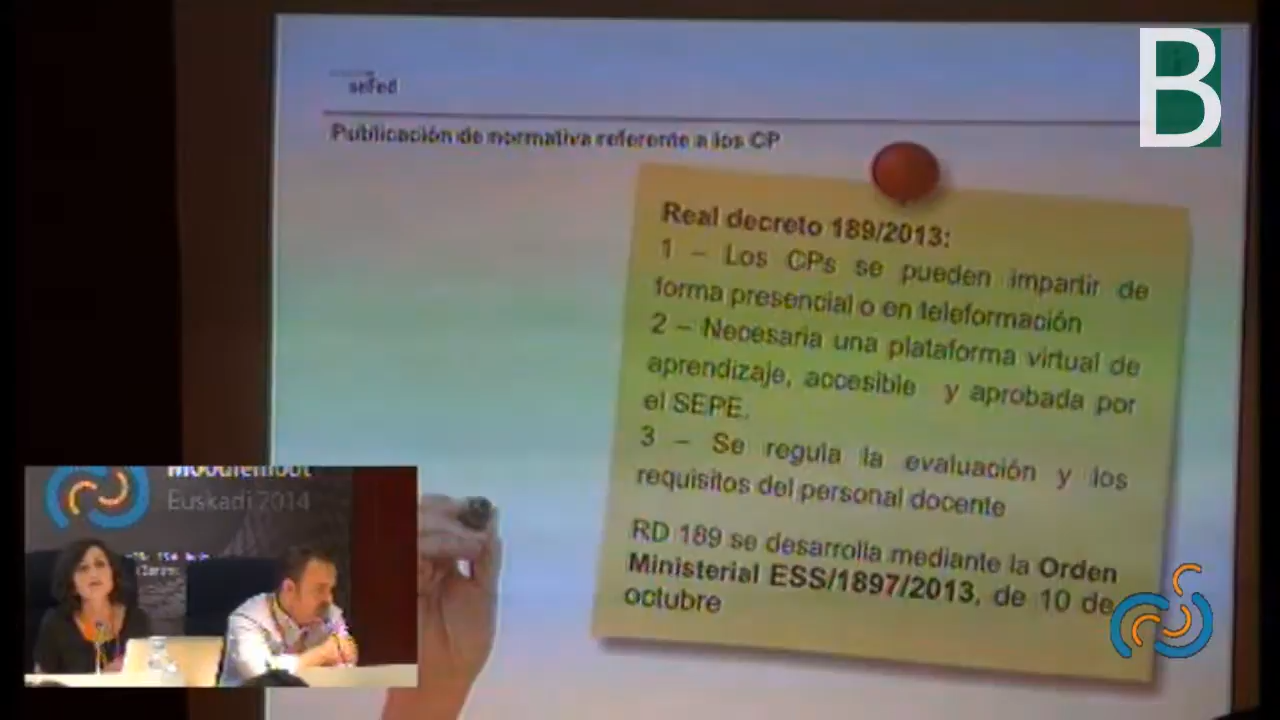 B
sefed
Publicación de normativa referente a los CP
Real decreto 189/2013:
1 – Los CPs se pueden impartir de
forma presencial o en teleformación
2 – Necesaria una plataforma virtual de
aprendizaje, accesible y aprobada por
el SEPE.
3 – Se regula la evaluación y los
requisitos del personal docente
RD 189 se desarrolla mediante la Orden
Ministerial ESS/1897/2013, de 10 de
octubre
Moodlemoot
Euskadi 2014